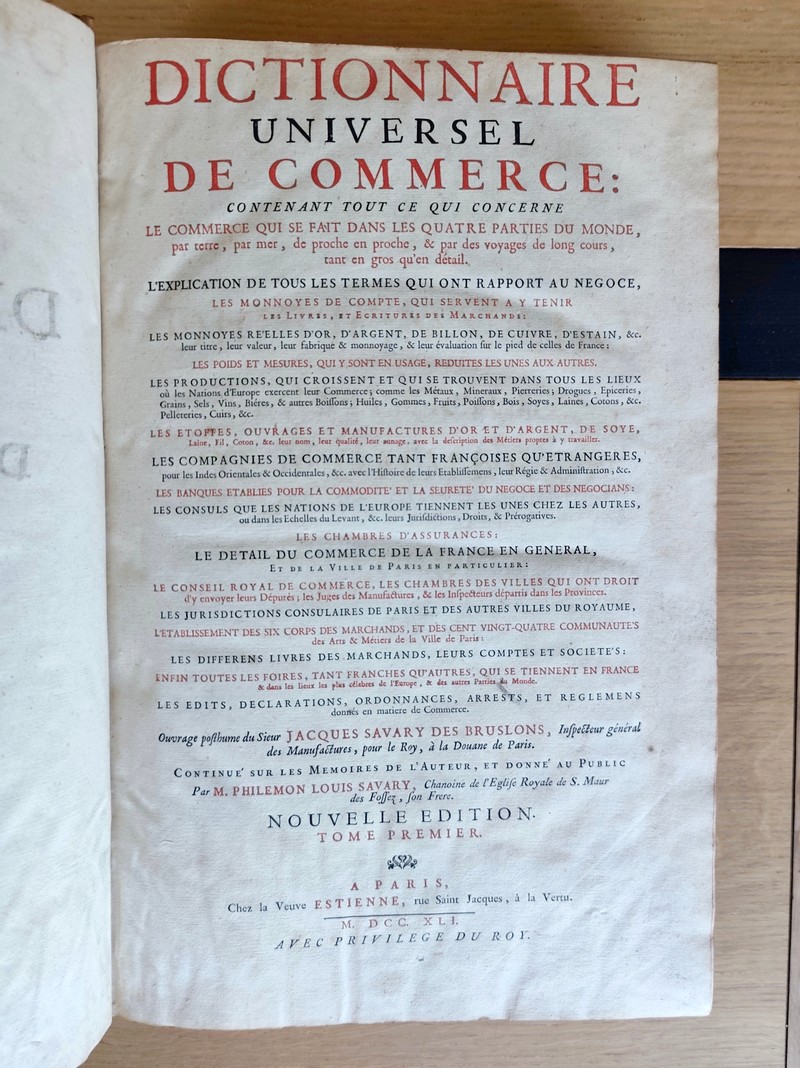 DICTIONNAIRE
UNIVERSEL
DE COMMERCE:
CONTENANT TOUT CE QUI CONCERNE
LE COMMERCE QUI SE FAIT DANS LES QUATRE PARTIES DU MONDE,
par terre, par mer, de proche en proche, & par des voyages de long cours,
tant en gros qu'en détail.
L'EXPLICATION DE TOUS LES TERMES QUI ONT RAPPORT AU NEGOCE,
LES MONNOYES DE COMPTE, QUI SERVENT A Y TENIR
LES LIVRES, ET ECRITURES DES MARCHANDS:
LES MONNOYES RE'ELLES D'OR, D'ARGENT, DE BILLON, DE CUIVRE, D'ESTAIN, &c.
leur titre, leur valeur, leur fabrique & monnoyage, & leur évaluation sur le pied de celles de France;
LES POIDS ET MESURES, QUI Y SONT EN USAGE, REDUITES LES UNES AUX AUTRES.
LES PRODUCTIONS, QUI CROISSENT ET QUI SE TROUVENT DANS TOUS LES LIEUX
où les Nations d'Europe exercent leur Commerce; comme les Métaux, Mineraux, Pierreries; Drogues, Epiceries,
Grains, Sels, Vins, Biéres, & autres Boissons; Huiles, Gommes, Fruits, Poissons, Bois, Soyes, Laines, Cotons, &c.
Pelleteries, Cuirs, &c.
LES ETOFFES, OUVRAGES ET MANUFACTURES D'OR ET D'ARGENT, DE SOYE,
Laine, Fil, Coton, &c. leur nom, leur qualité, leur aunage, avec la description des Métiers propres à y travailler.
LES COMPAGNIES DE COMMERCE TANT FRANÇOISES QU'ETRANGERES,
pour les Indes Orientales & Occidentales, &c. avec l'Histoire de leurs Etablissemens, leur Régie & Administration, &c.
LES BANQUES ETABLIES POUR LA COMMODITE' ET LA SEURETE' DU NEGOCE ET DES NEGOCIANS:
LES CONSULS QUE LES NATIONS DE L'EUROPE TIENNENT LES UNES CHEZ LES AUTRES,
ou dans les Echelles du Levant, &c. leurs Jurisdictions, Droits, & Prérogatives.
LES CHAMBRES D'ASSURANCES:
LE DETAIL DU COMMERCE DE LA FRANCE EN GENERAL,
ET DE LA VILLE DE PARIS EN PARTICULIER:
LE CONSEIL ROYAL DE COMMERCE, LES CHAMBRES DES VILLES QUI ONT DROIT
d'y envoyer leurs Députés; les Juges des Manufactures, & les Inspecteurs départis dans les Provinces.
LES JURISDICTIONS CONSULAIRES DE PARIS ET DES AUTRES VILLES DU ROYAUME,
L'ETABLISSEMENT DES SIX CORPS DES MARCHANDS, ET DES CENT VINGT-QUATRE COMMUNAUTE'S
des Arts & Métiers de la Ville de Paris:
LES DIFFERENS LIVRES DES MARCHANDS, LEURS COMPTES ET SOCIETE'S:
ENFIN TOUTES LES FOIRES, TANT FRANCHES QU'AUTRES, QUI SE TIENNENT EN FRANCE
& dans les lieux les plus célebres de l'Europe, & des autres Parties du Monde.
LES EDITS, DECLARATIONS, ORDONNANCES, ARRESTS, ET REGLEMENS
donnés en matiere de Commerce.
Ouvrage posthume du Sieur JACQUES SAVARY DES BRUSLONS, Inspecteur général
des Manufactures, pour le Roy, à la Douane de Paris.
CONTINUE' SUR LES MEMOIRES DE L'AUTEUR, ET DONNE' AU PUBLIC
Par M. PHILEMON LOUIS SAVARY, Chanoine de l'Eglise Royale de S. Maur
des Fossez, son Frere.
NOUVELLE EDITION.
TOME PREMIER.
A PARIS,
Chez la Veuve ESTIENNE, rue Saint Jacques, à la Vertu.
M. DCC. XLI.
AVEC PRIVILEGE DU ROY.